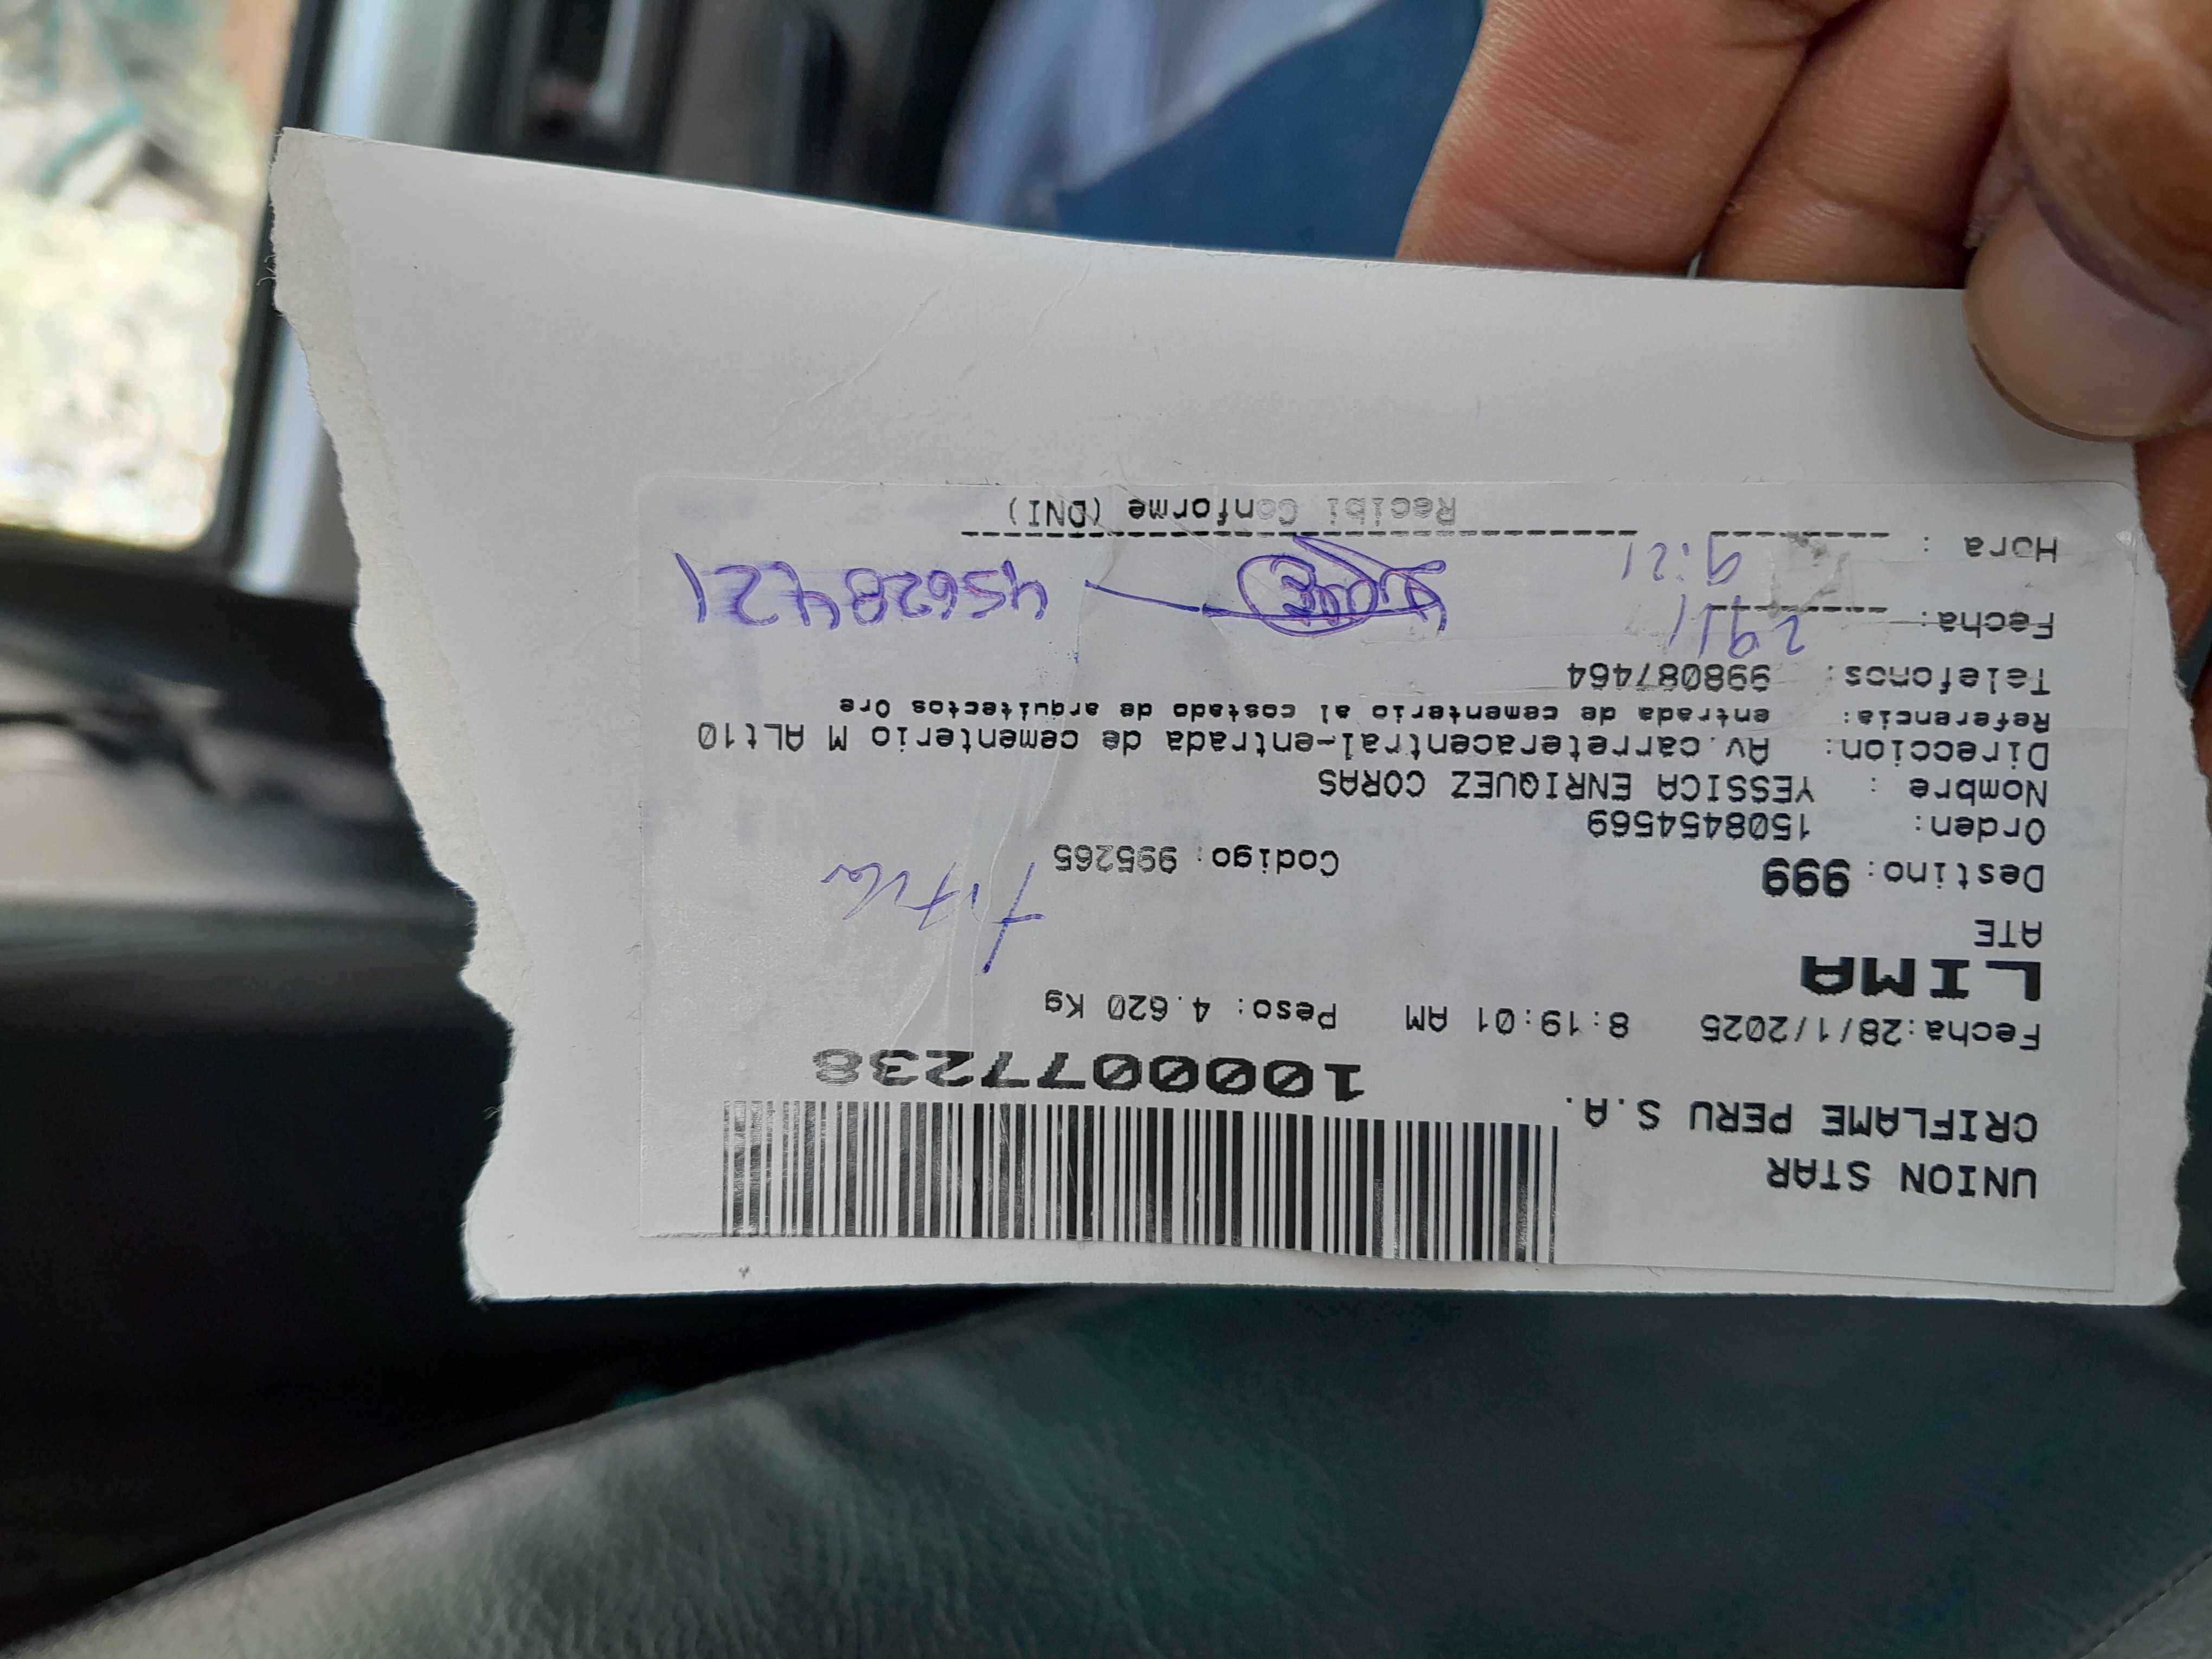 UNION STAR
ORIFLAME PERU S.A.
1000077238
Fecha:28/1/2025 8:19:01 AM Peso: 4.620 Kg
LIMA
ATE
Destino: 999 Codigo: 995265
Orden: 1508454569
Nombre : YESSICA ENRIQUEZ CORAS
Direccion: Av.carreteracentral-entrada de cementerio M ALt10
Referencia: entrada de cementerio al costado de arquitectos Ore
Telefonos: 998087464
Fecha: 29/1/
Hora : 9:21 45628421
Recibi Conforme (DNI)